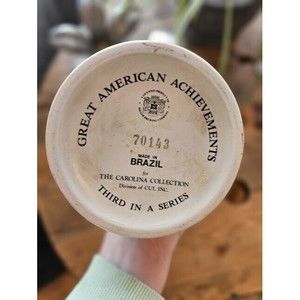 GREAT AMERICAN ACHIEVEMENTS
70143
MADE IN
BRAZIL
for
THE CAROLINA COLLECTION
Division of CUI, INC.
THIRD IN A SERIES